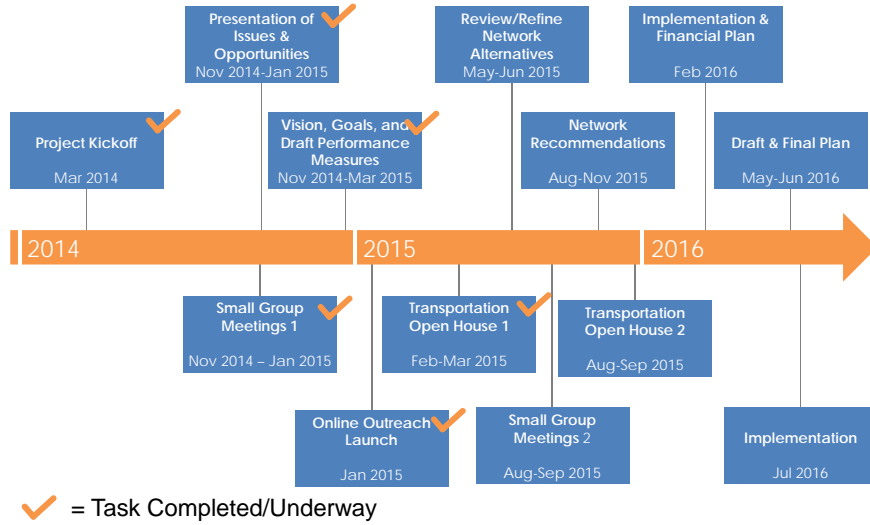 Presentation of
Issues &
Opportunities
Nov 2014-Jan 2015
Review/Refine
Network
Alternatives
May-Jun 2015
Implementation &
Financial Plan
Feb 2016
Project Kickoff
Mar 2014
Vision, Goals, and
Draft Performance
Measures
Nov 2014-Mar 2015
Network
Recommendations
Aug-Nov 2015
Draft & Final Plan
May-Jun 2016
2014
2015
2016
Small Group
Meetings 1
Nov 2014 – Jan 2015
Transportation
Open House 1
Feb-Mar 2015
Transportation
Open House 2
Aug-Sep 2015
Online Outreach
Launch
Jan 2015
Small Group
Meetings 2
Aug-Sep 2015
Implementation
Jul 2016
= Task Completed/Underway